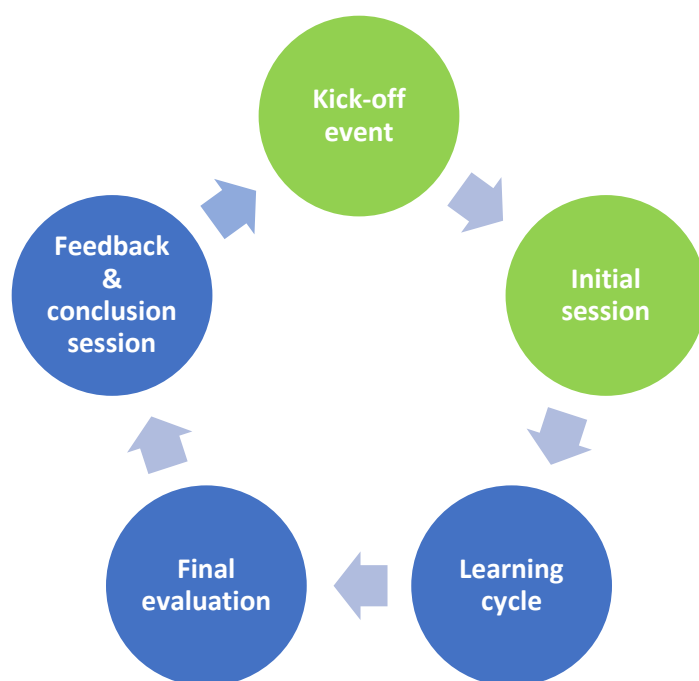 Kick-off
event
Initial
session
Learning
cycle
Final
evaluation
Feedback
&
conclusion
session